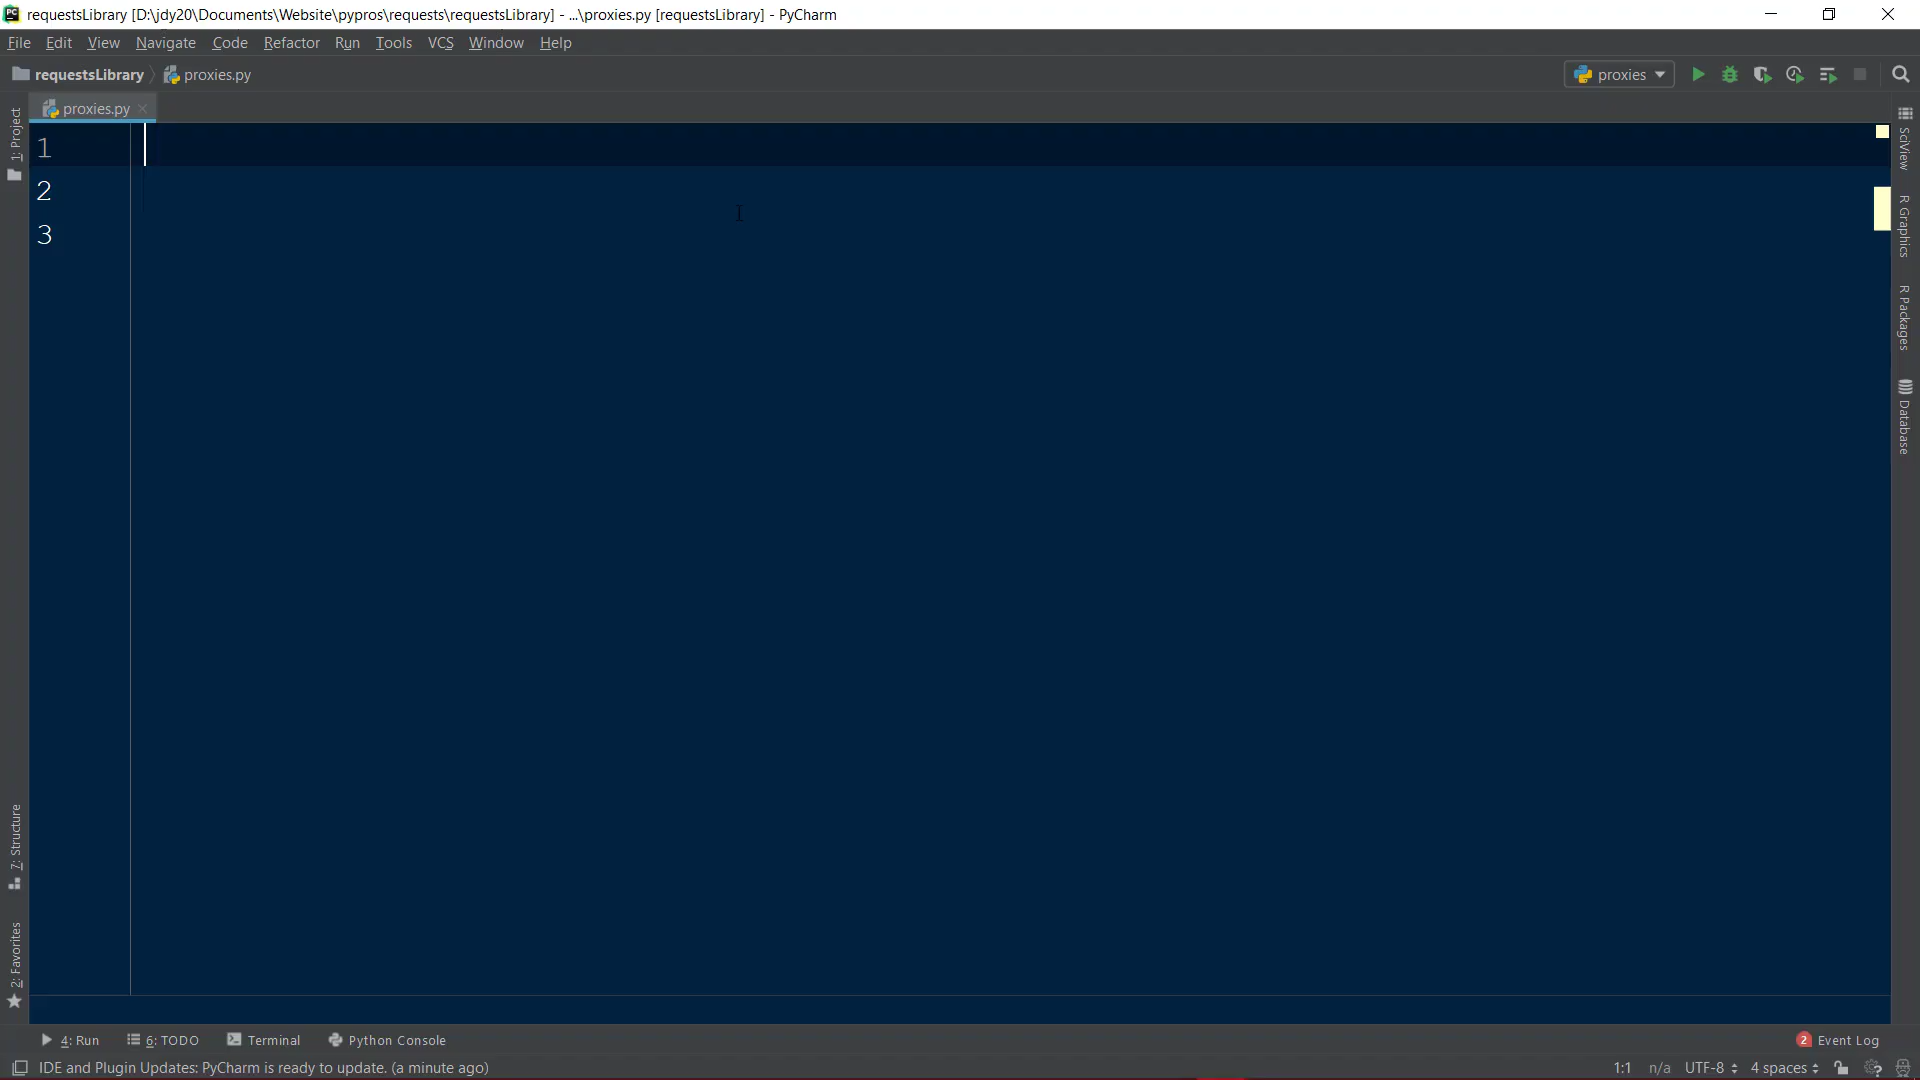 PC requestsLibrary [D:\jdy20\Documents\Website\pypros\requests\requestsLibrary] - ...\proxies.py [requestsLibrary] - PyCharm
File Edit View Navigate Code Refactor Run Tools VCS Window Help
requestsLibrary proxies.py proxies
proxies.py
1
2
3
1: Project
7: Structure
2: Favorites
SciView
R Graphics
R Packages
Database
4: Run 6: TODO Terminal Python Console 2 Event Log
IDE and Plugin Updates: PyCharm is ready to update. (a minute ago) 1:1 n/a UTF-8 4 spaces